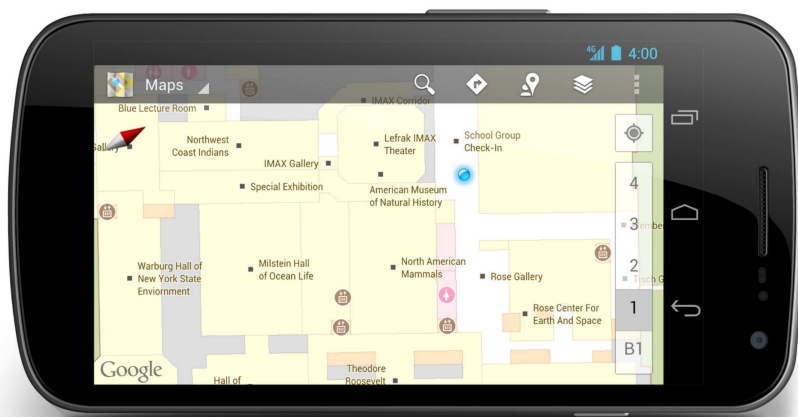 4G 4:00
Maps
Blue Lecture Room
IMAX Corridor
Gallery
Northwest
Coast Indians
Lefrak IMAX
Theater
School Group
Check-In
IMAX Gallery
Special Exhibition
American Museum
of Natural History
4
3
2
1
B1
Warburg Hall of
New York State
Enviornment
Milstein Hall
of Ocean Life
North American
Mammals
Rose Gallery
Tisch G
Rose Center For
Earth And Space
Google
Hall of
Theodore
Roosevelt